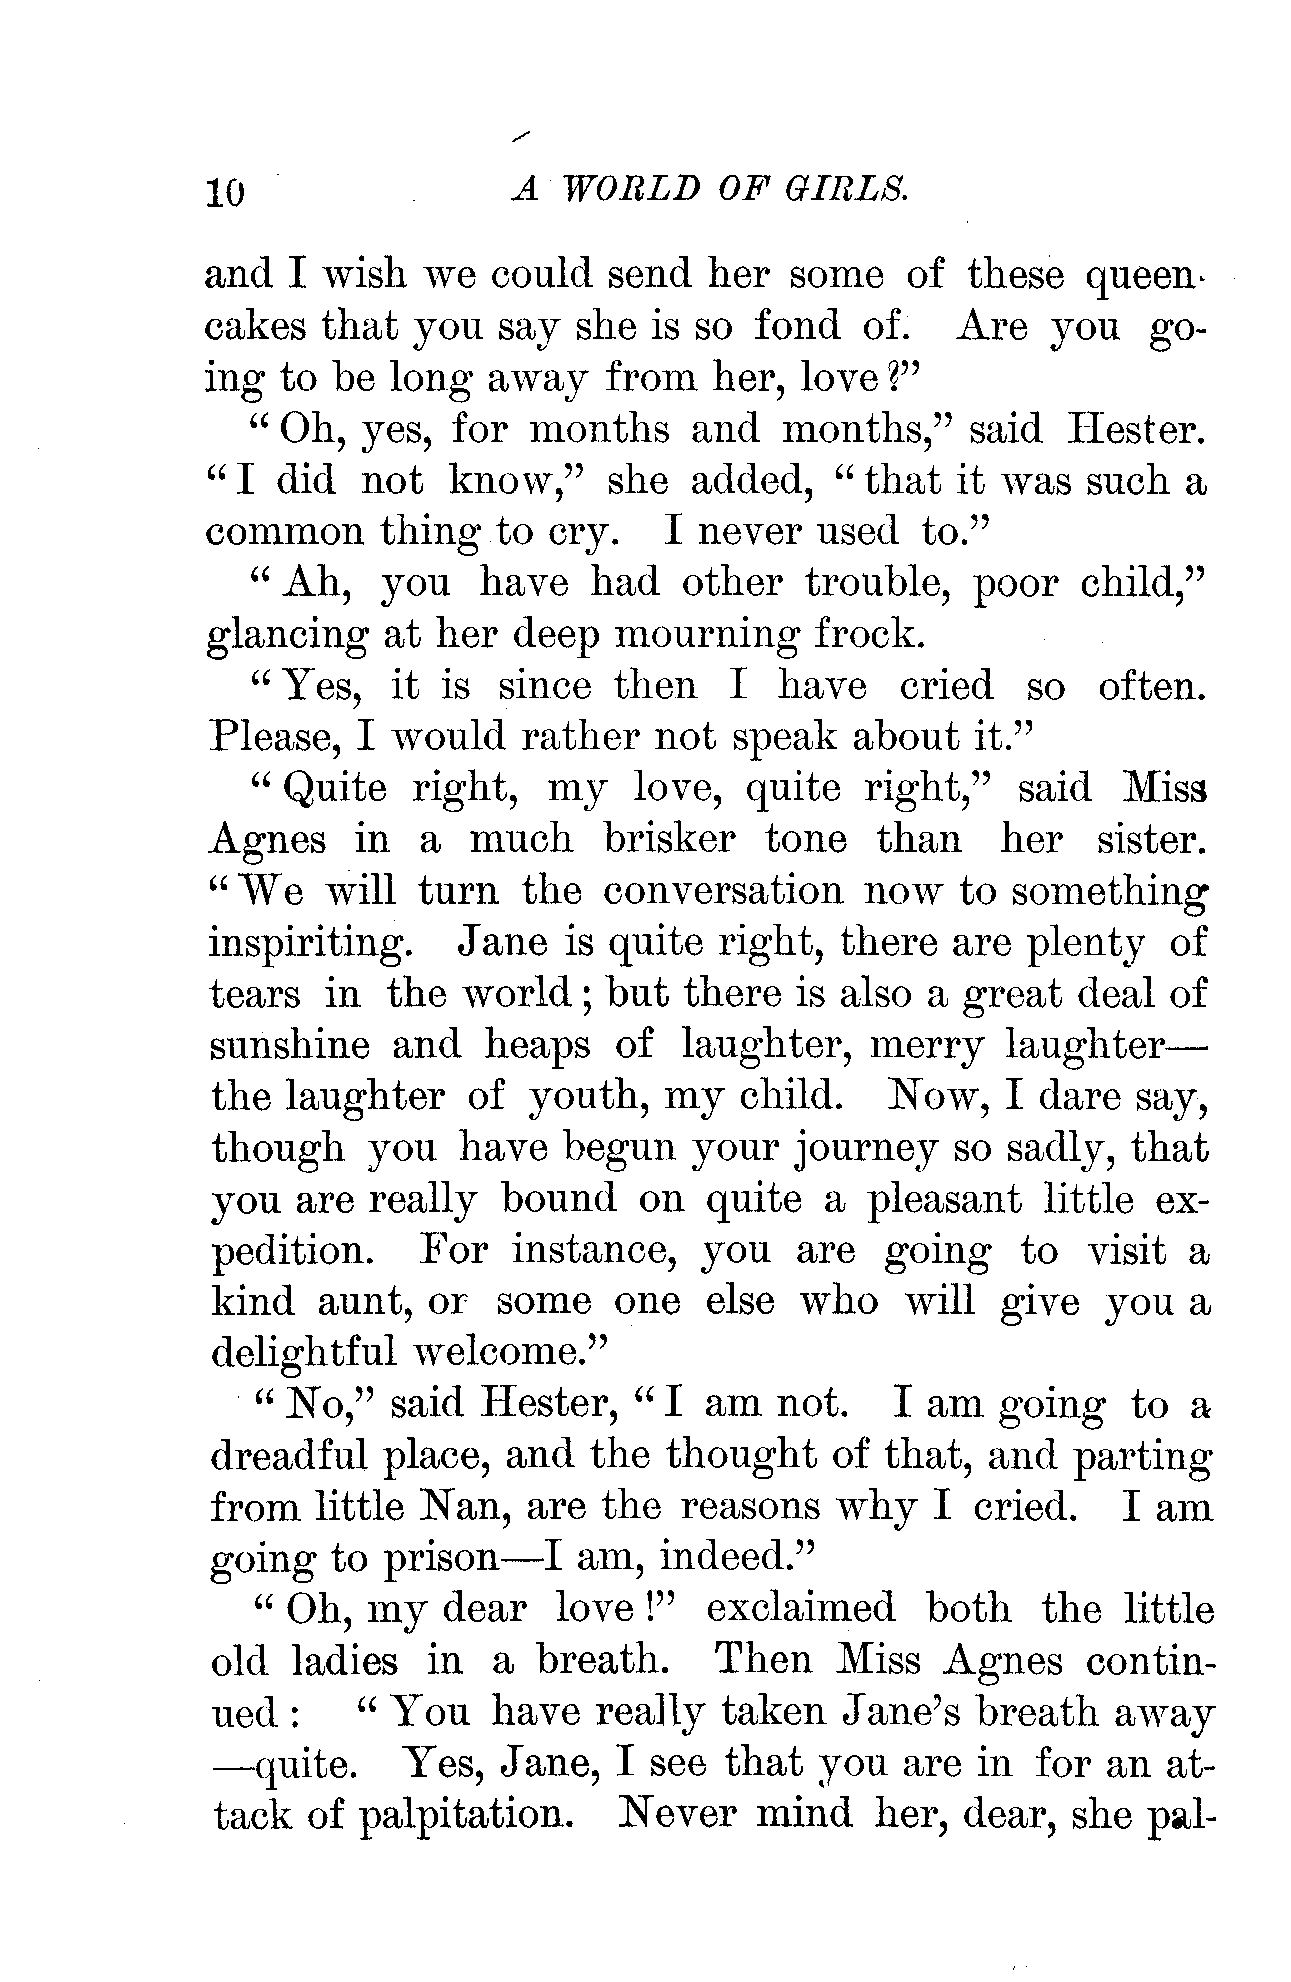 10 A WORLD OF GIRLS.
and I wish we could send her some of these queen-
cakes that you say she is so fond of. Are you go-
ing to be long away from her, love?"
"Oh, yes, for months and months," said Hester.
"I did not know," she added, "that it was such a
common thing to cry. I never used to."
"Ah, you have had other trouble, poor child,"
glancing at her deep mourning frock.
"Yes, it is since then I have cried so often.
Please, I would rather not speak about it."
"Quite right, my love, quite right," said Miss
Agnes in a much brisker tone than her sister.
"We will turn the conversation now to something
inspiriting. Jane is quite right, there are plenty of
tears in the world; but there is also a great deal of
sunshine and heaps of laughter, merry laughter—
the laughter of youth, my child. Now, I dare say,
though you have begun your journey so sadly, that
you are really bound on quite a pleasant little ex-
pedition. For instance, you are going to visit a
kind aunt, or some one else who will give you a
delightful welcome."
"No," said Hester, "I am not. I am going to a
dreadful place, and the thought of that, and parting
from little Nan, are the reasons why I cried. I am
going to prison—I am, indeed."
"Oh, my dear love!" exclaimed both the little
old ladies in a breath. Then Miss Agnes contin-
ued: "You have really taken Jane's breath away
—quite. Yes, Jane, I see that you are in for an at-
tack of palpitation. Never mind her, dear, she pal-